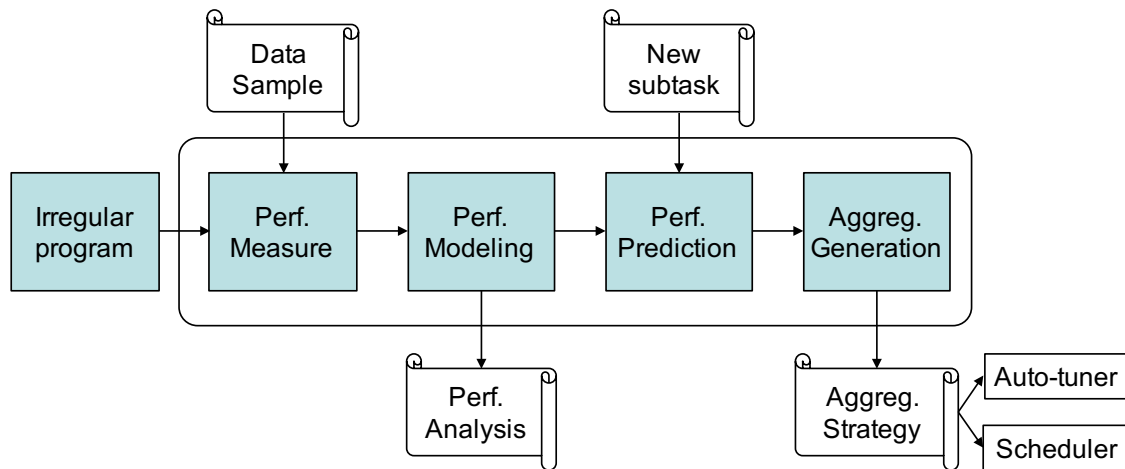 Data
Sample
New
subtask
Irregular
program
Perf.
Measure
Perf.
Modeling
Perf.
Prediction
Aggreg.
Generation
Perf.
Analysis
Aggreg.
Strategy
Auto-tuner
Scheduler